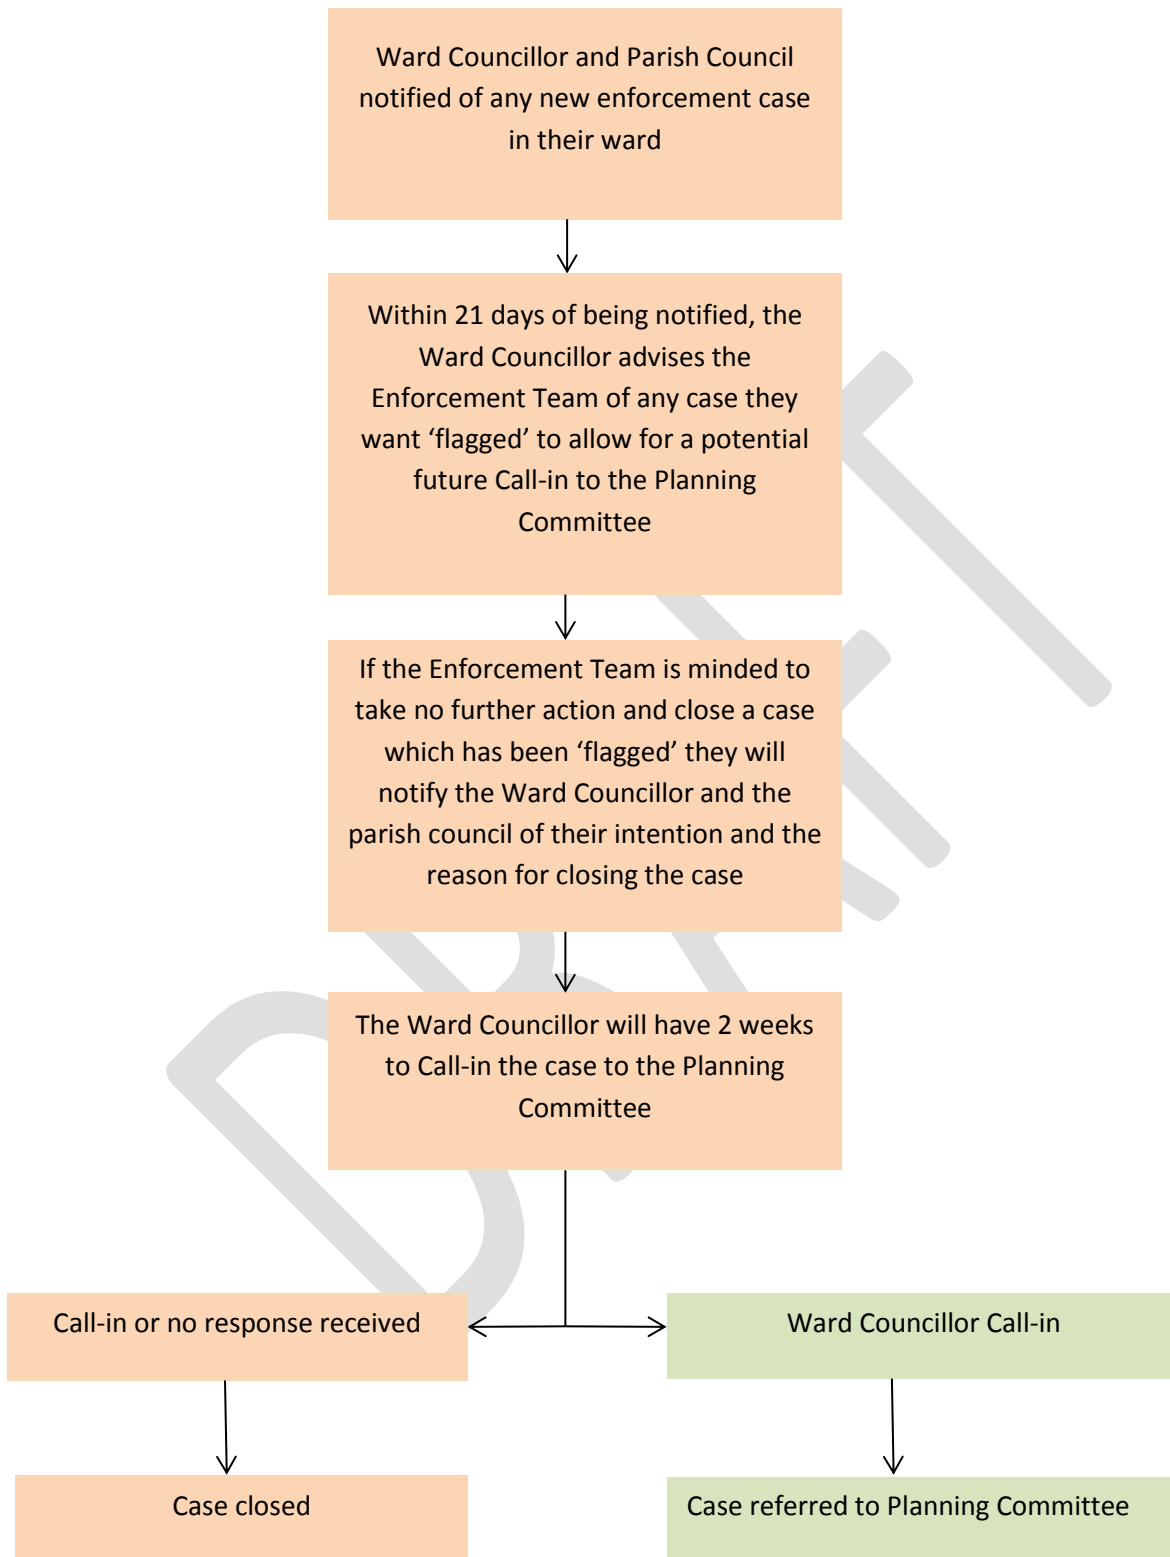 Ward Councillor and Parish Council
notified of any new enforcement case
in their ward
Within 21 days of being notified, the
Ward Councillor advises the
Enforcement Team of any case they
want ‘flagged’ to allow for a potential
future Call-in to the Planning
Committee
If the Enforcement Team is minded to
take no further action and close a case
which has been ‘flagged’ they will
notify the Ward Councillor and the
parish council of their intention and the
reason for closing the case
The Ward Councillor will have 2 weeks
to Call-in the case to the Planning
Committee
Call-in or no response received
Ward Councillor Call-in
Case closed
Case referred to Planning Committee
DRAFT